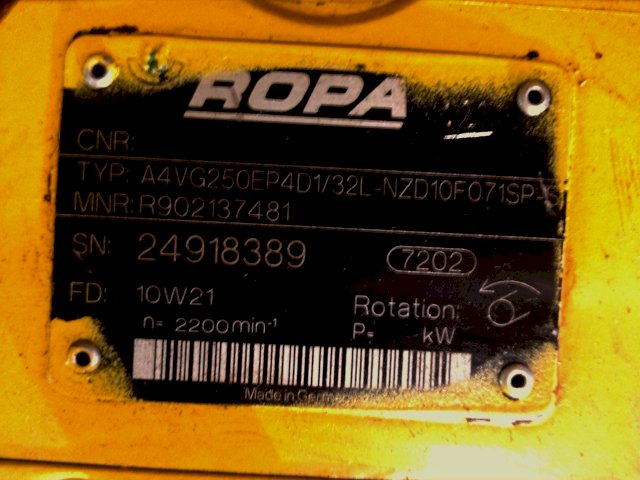 ROPA
CNR:
TYP: A4VG250EP4D1/32L-NZD10F071SP-S
MNR: R902137481
SN: 24918389 7202
FD: 10W21 Rotation:
n= 2200min-1 P= kW
Made in Germany